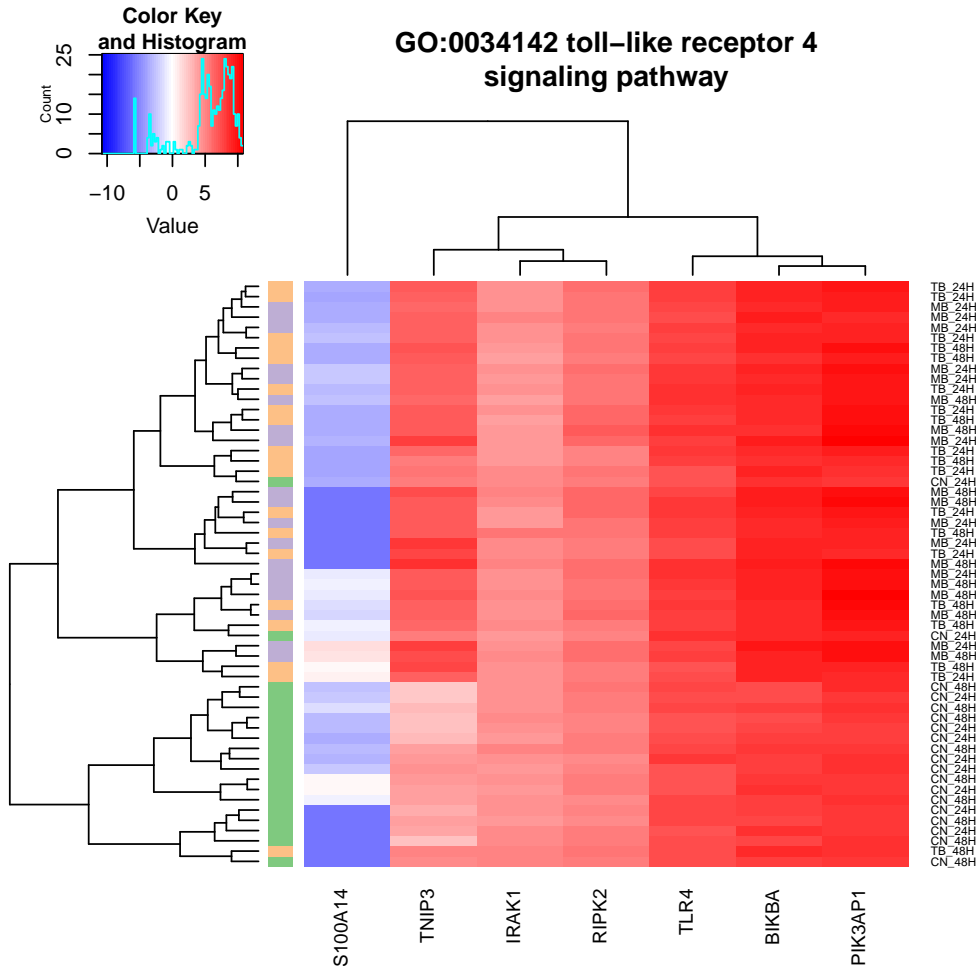 Color Key
and Histogram
Count
0
10
25
−10
0
5
Value
GO:0034142 toll−like receptor 4
signaling pathway
TB_24H
TB_24H
MB_24H
MB_24H
MB_24H
TB_24H
TB_48H
TB_48H
MB_24H
MB_24H
TB_24H
MB_48H
TB_24H
TB_48H
MB_48H
MB_24H
TB_24H
TB_48H
TB_24H
CN_24H
MB_48H
MB_48H
TB_24H
MB_24H
TB_48H
MB_24H
TB_24H
MB_48H
MB_24H
MB_48H
MB_48H
TB_48H
MB_48H
TB_48H
CN_24H
MB_24H
MB_48H
TB_48H
TB_24H
CN_48H
CN_24H
CN_48H
CN_48H
CN_24H
CN_24H
CN_48H
CN_24H
CN_24H
CN_48H
CN_24H
CN_48H
CN_24H
CN_48H
CN_24H
CN_48H
TB_48H
CN_48H
S100A14
TNIP3
IRAK1
RIPK2
TLR4
BIKBA
PIK3AP1